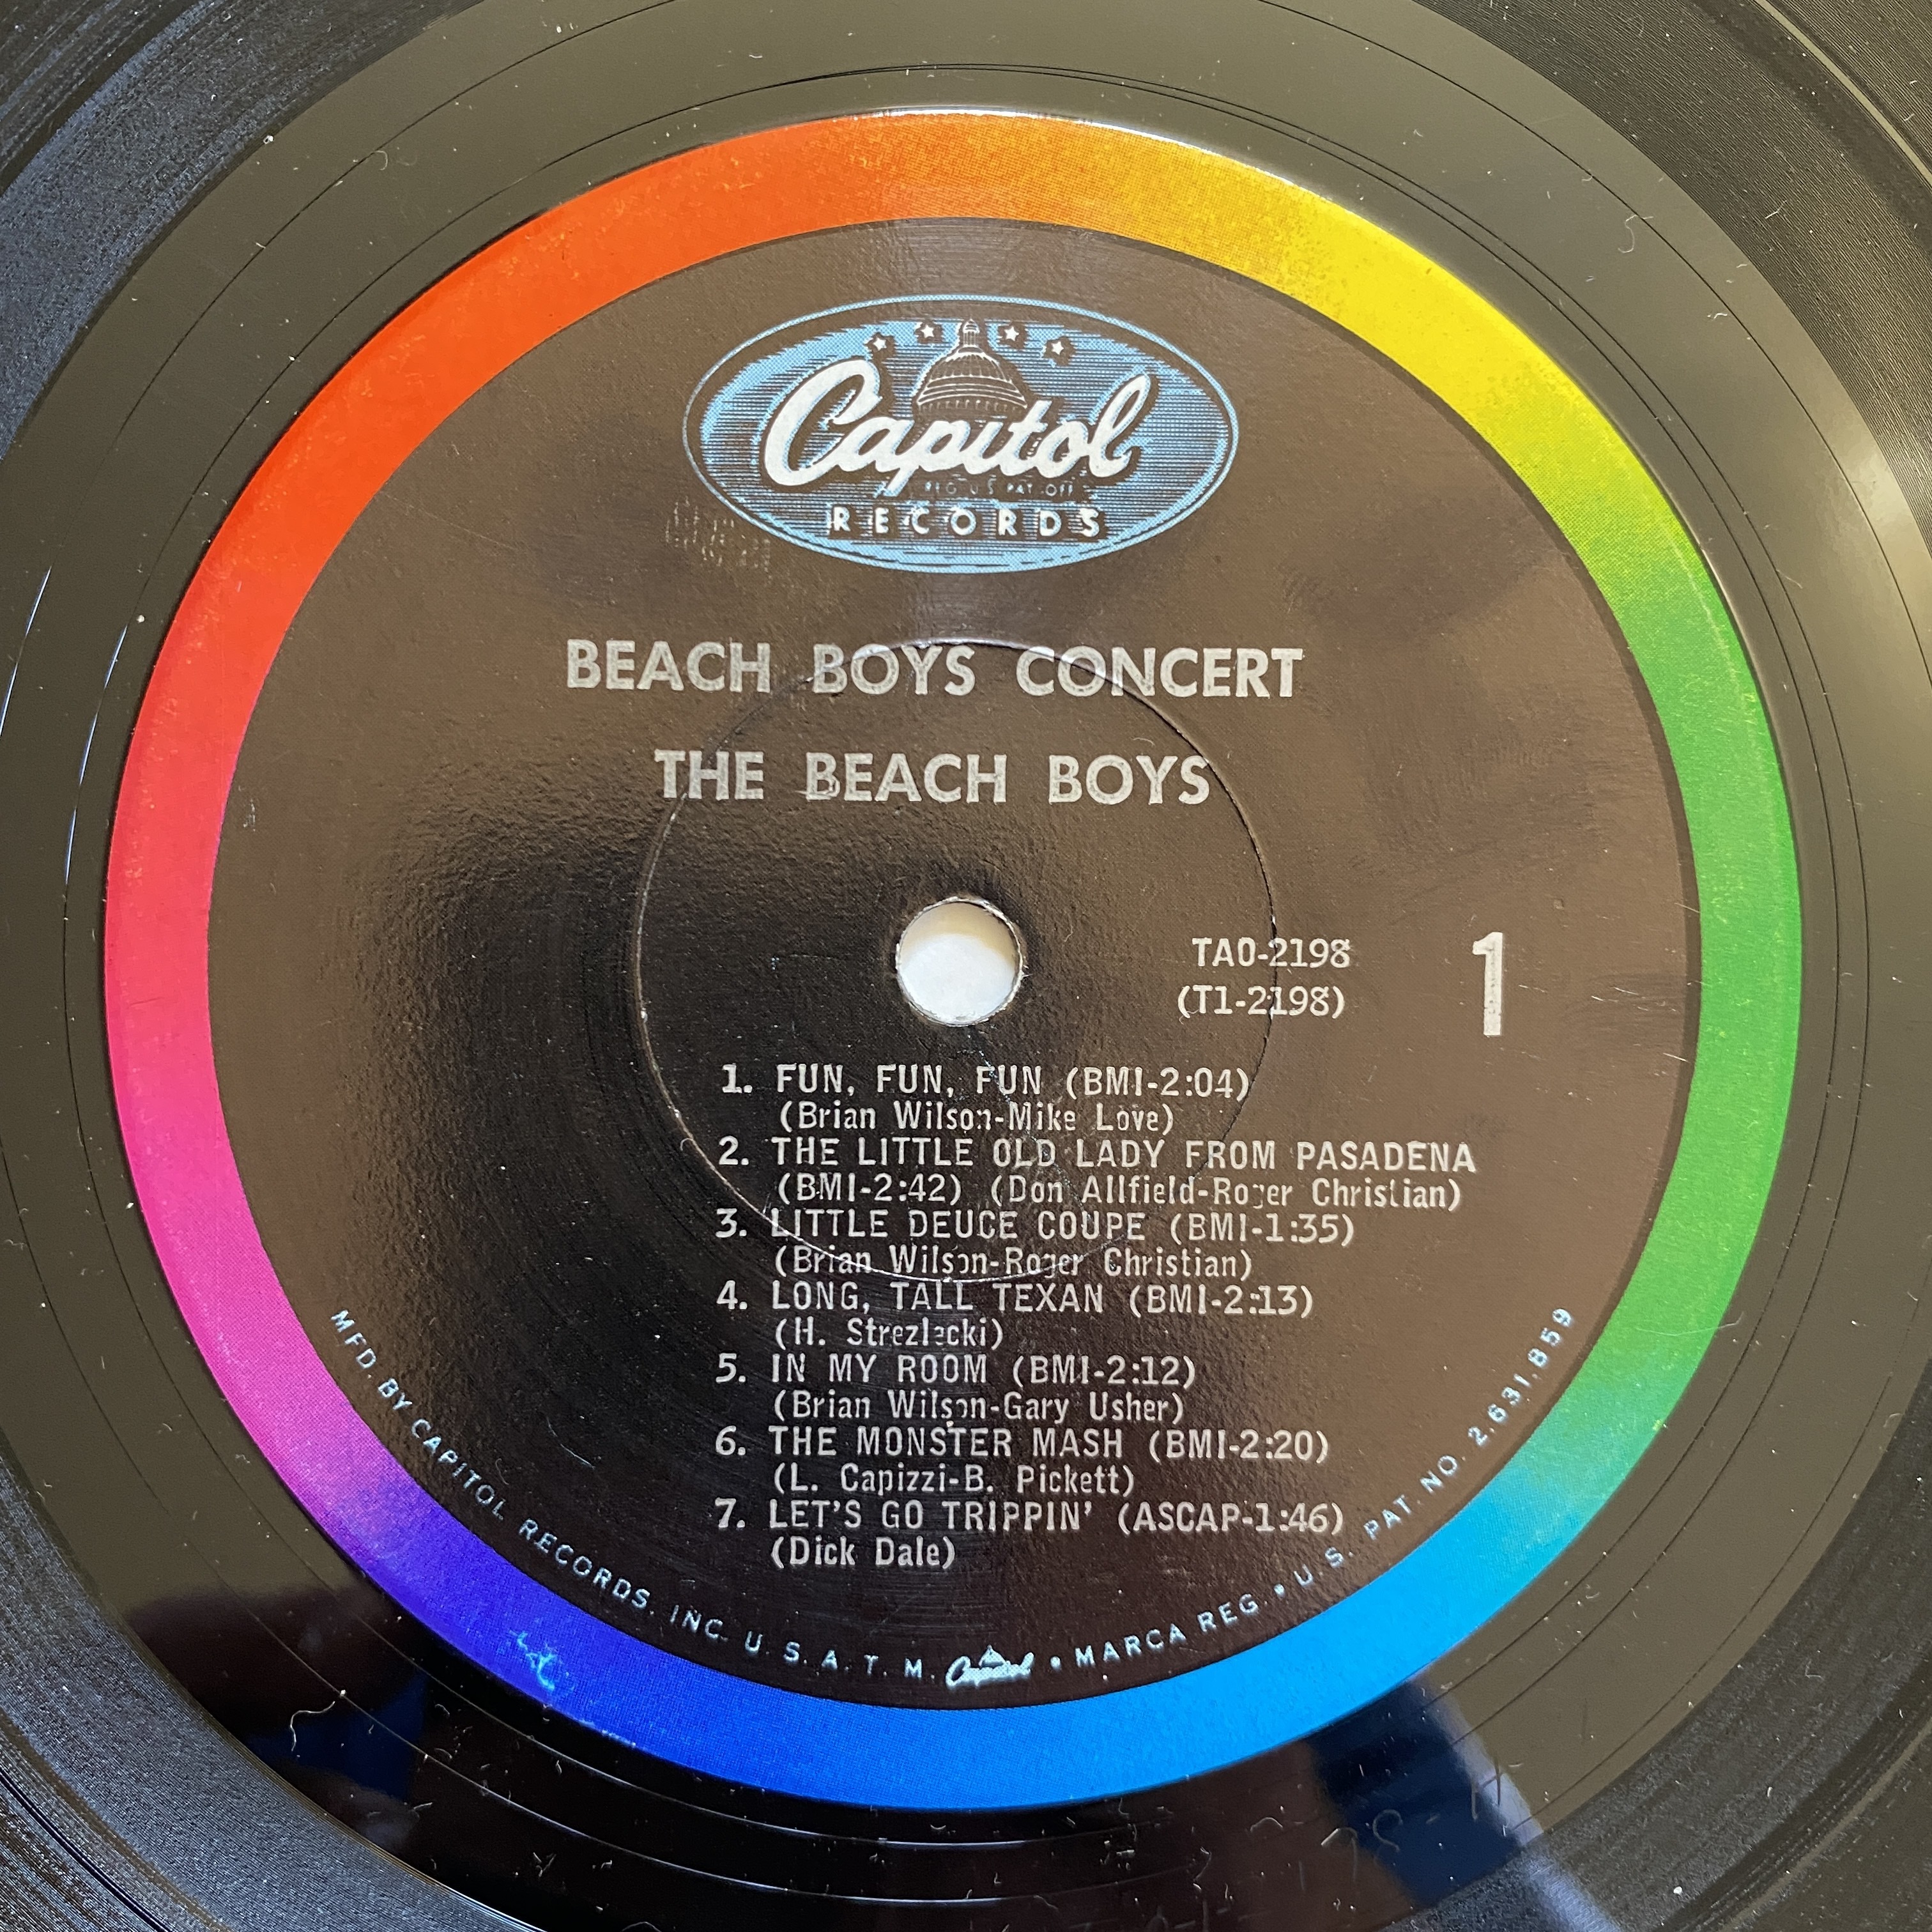 Capitol
REG. U.S. PAT. OFF.
RECORDS
BEACH BOYS CONCERT
THE BEACH BOYS
TAO-2198
(T1-2198)
1
1. FUN, FUN, FUN (BMI-2:04)
(Brian Wilson-Mike Love)
2. THE LITTLE OLD LADY FROM PASADENA
(BMI-2:42) (Don Allfield-Roger Christian)
3. LITTLE DEUCE COUPE (BMI-1:35)
(Brian Wilson-Roger Christian)
4. LONG, TALL TEXAN (BMI-2:13)
(H. Strezlecki)
5. IN MY ROOM (BMI-2:12)
(Brian Wilson-Gary Usher)
6. THE MONSTER MASH (BMI-2:20)
(L. Capizzi-B. Pickett)
7. LET'S GO TRIPPIN' (ASCAP-1:46)
(Dick Dale)
MFD. BY CAPITOL RECORDS, INC. U.S.A. T.M. Capitol • MARCA REG. • U.S. PAT. NO. 2,631,859